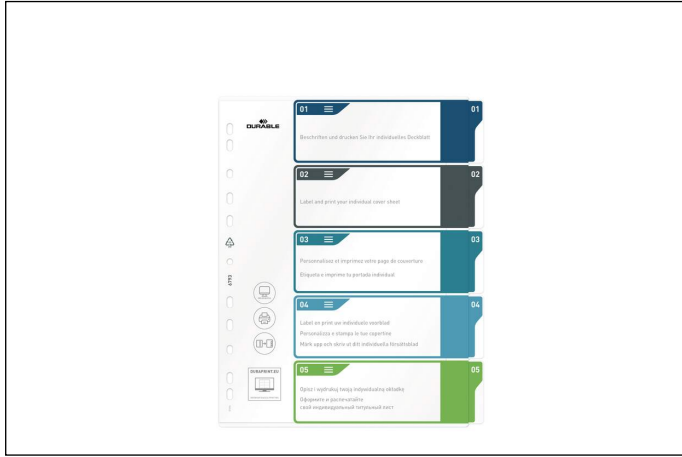 DURABLE
01
01
Beschriften und drucken Sie Ihr individuelles Deckblatt
02
02
Label and print your individual cover sheet
03
03
Personnalisez et imprimez votre page de couverture
Etiqueta e imprime tu portada individual
6793
04
04
Label en print uw individuele voorblad
Personalizza e stampa le tue copertine
Märk upp och skriv ut ditt individuella försättsblad
DURAPRINT.EU
05
05
Opisz i wydrukuj swoją indywidualną okładkę
Оформите и распечатайте
свой индивидуальный титульный лист